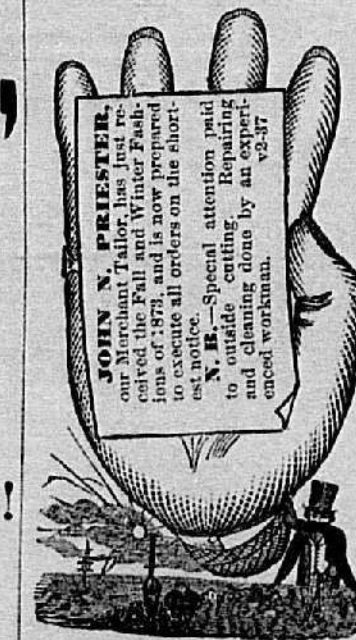 JOHN N. PRIESTER,
our Merchant Tailor, has just re-
ceived the Fall and Winter Fash-
ions of 1873, and is now prepared
to execute all orders on the short-
est notice.
N. B.—Special attention paid
to outside cutting. Repairing
and cleaning done by an experi-
enced workman. v2-37